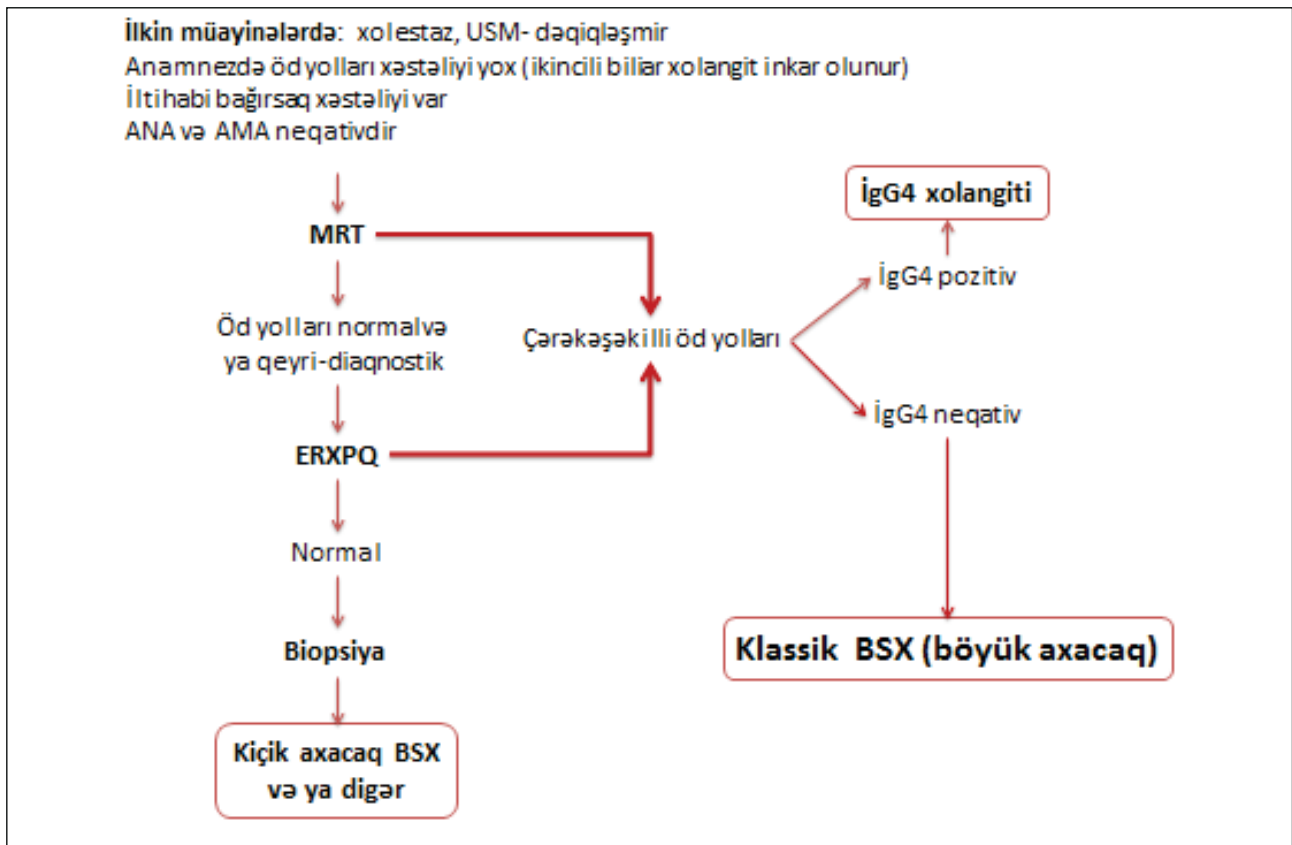 İlkin müayinələrdə: xolestaz, USM- dəqiqləşmir
Anamnezdə öd yolları xəstəliyi yox (ikincili biliar xolangit inkar olunur)
İltihabi bağırsaq xəstəliyi var
ANA və AMA neqativdir
MRT
Öd yolları normalvə
ya qeyri-diaqnostik
ERXPQ
Normal
Biopsiya
Kiçik axacaq BSX
və ya digər
Çərəkəşəkilli öd yolları
İgG4 xolangiti
İgG4 pozitiv
İgG4 neqativ
Klassik BSX (böyük axacaq)